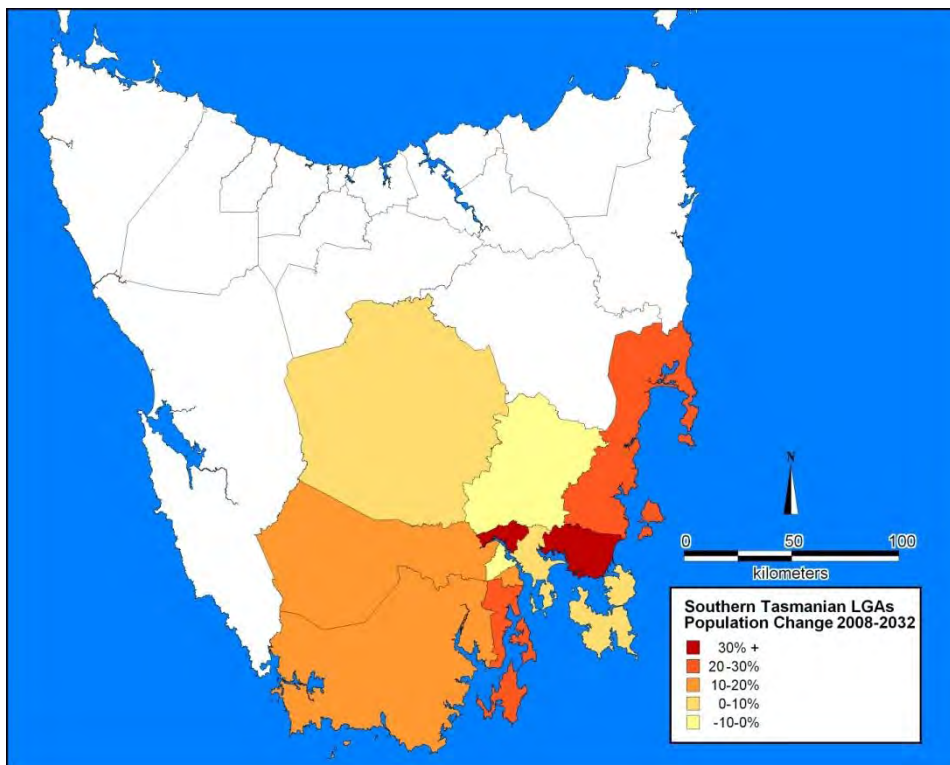 N
0 50 100
kilometers
Southern Tasmanian LGAs
Population Change 2008-2032
30% +
20-30%
10-20%
0-10%
-10-0%